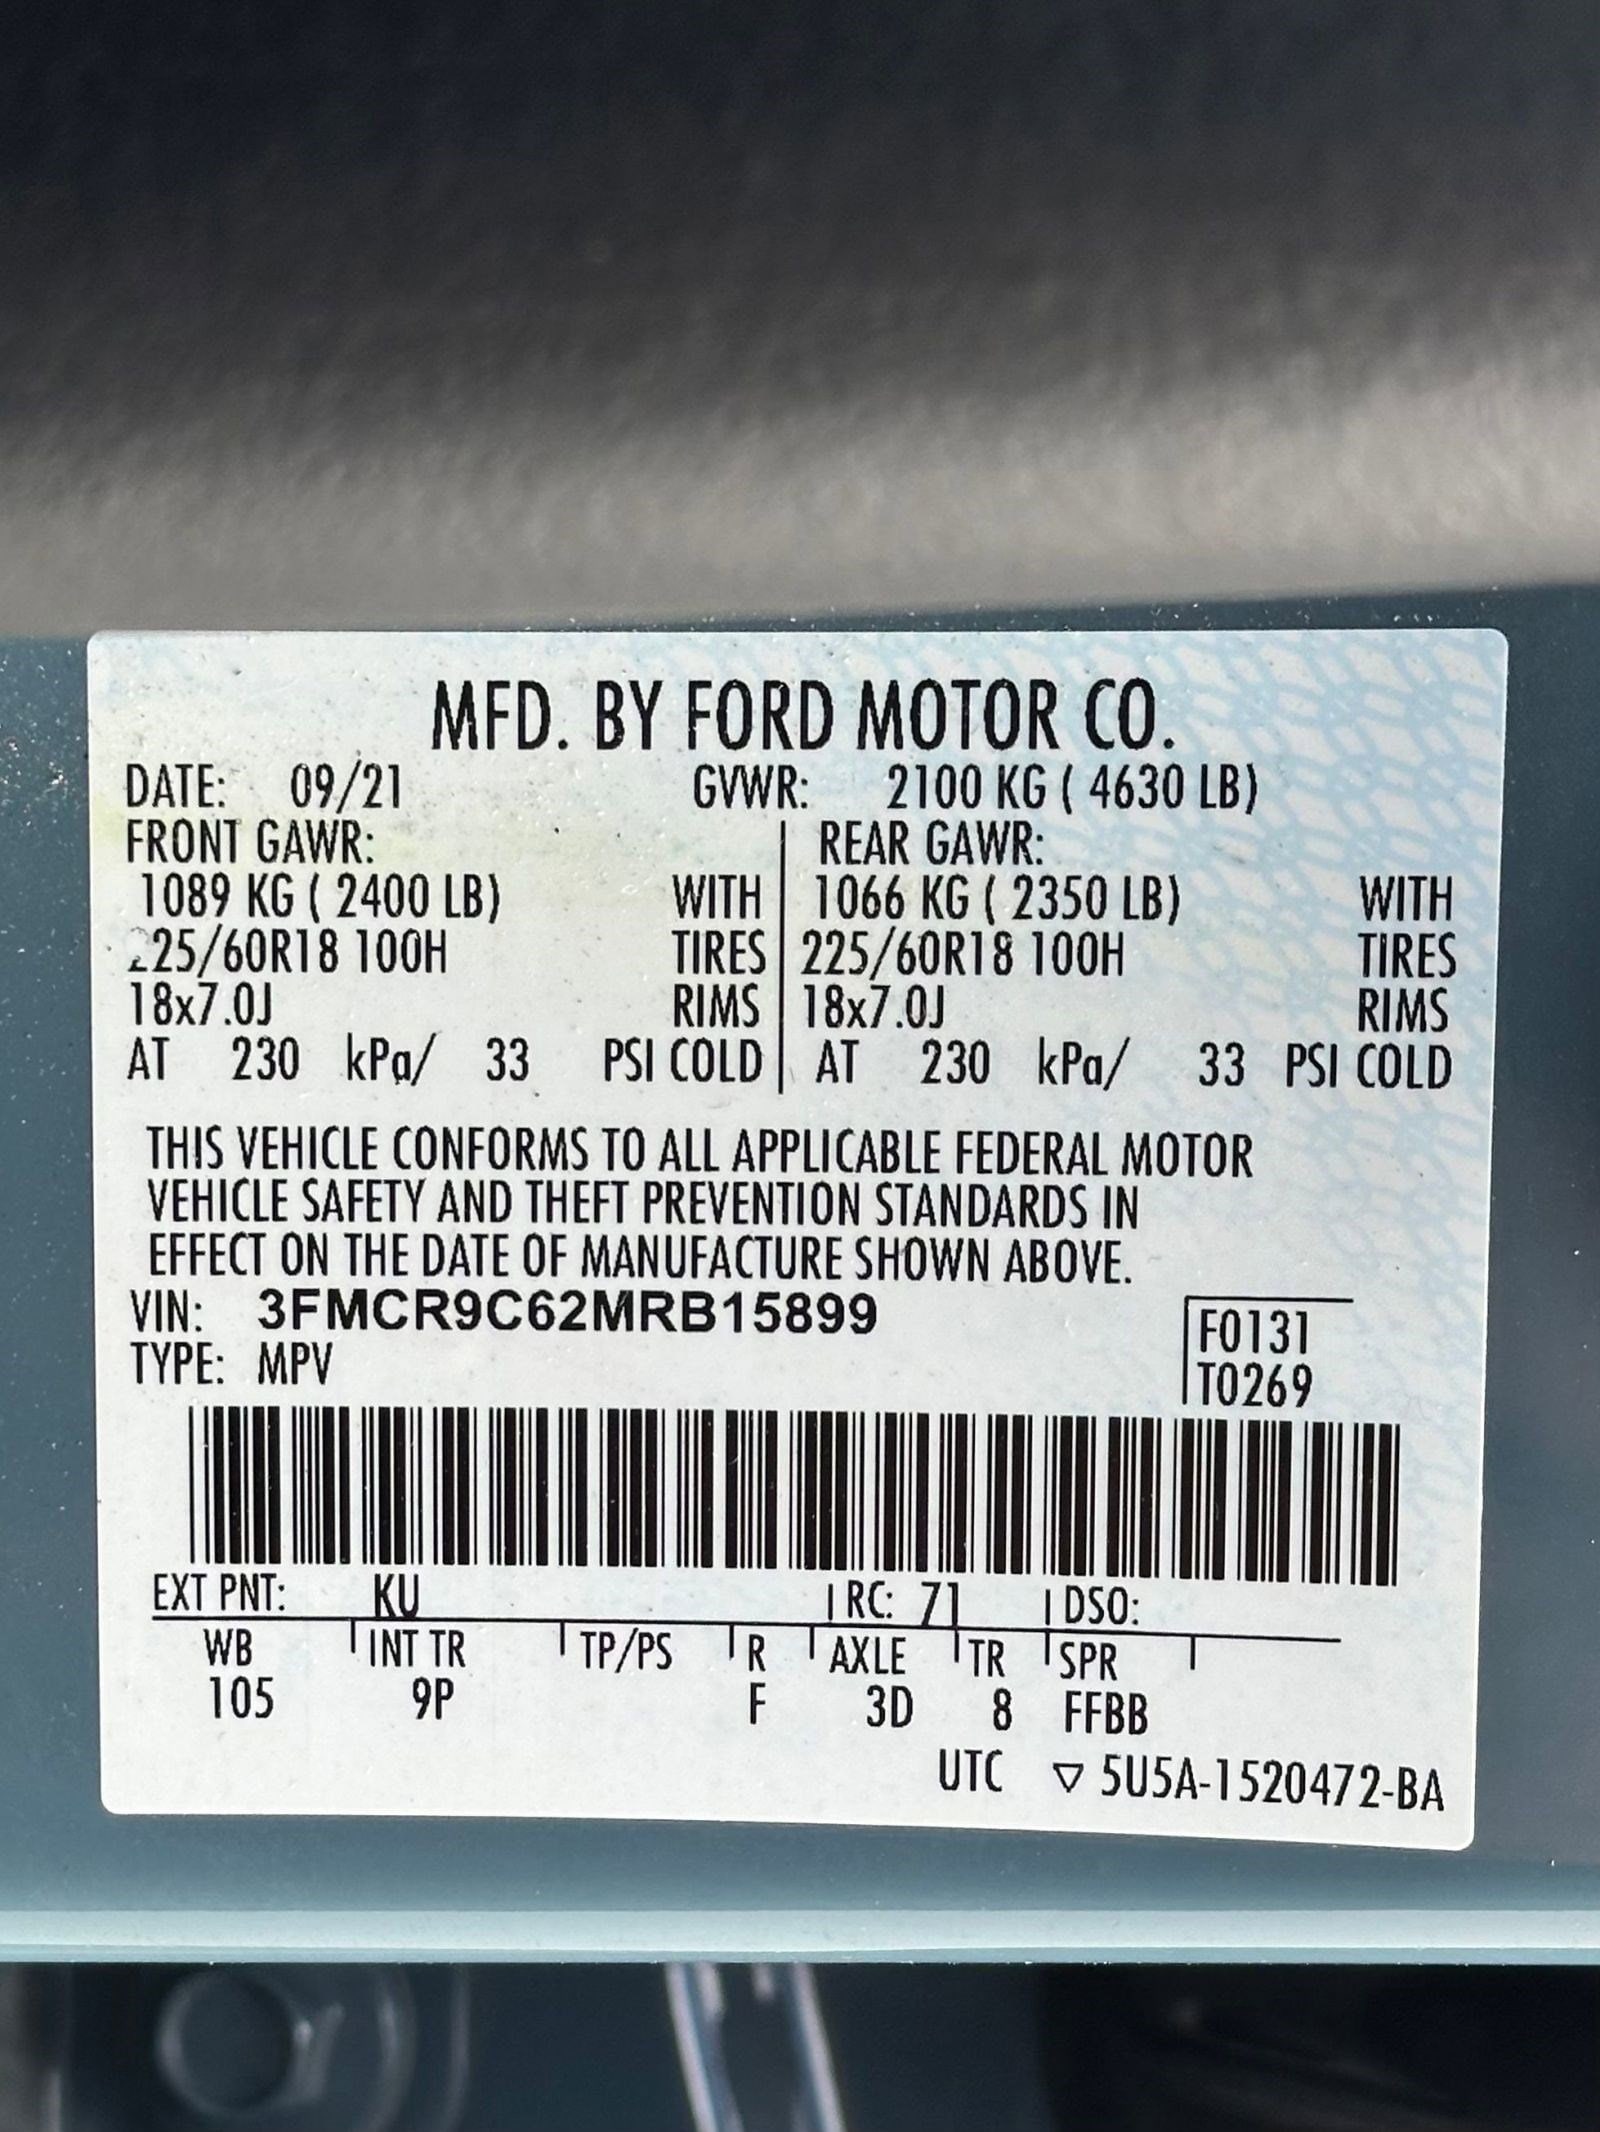 MFD. BY FORD MOTOR CO.
DATE: 09/21 GVWR: 2100 KG ( 4630 LB)
FRONT GAWR: REAR GAWR:
1089 KG ( 2400 LB) WITH 1066 KG ( 2350 LB) WITH
225/60R18 100H TIRES 225/60R18 100H TIRES
18x7.0J RIMS 18x7.0J RIMS
AT 230 kPa/ 33 PSI COLD AT 230 kPa/ 33 PSI COLD
THIS VEHICLE CONFORMS TO ALL APPLICABLE FEDERAL MOTOR
VEHICLE SAFETY AND THEFT PREVENTION STANDARDS IN
EFFECT ON THE DATE OF MANUFACTURE SHOWN ABOVE.
VIN: 3FMCR9C62MRB15899
F0131
TYPE: MPV
T0269
EXT PNT: KU RC: 71 DSO:
WB INT TR TP/PS R AXLE TR SPR
105 9P F 3D 8 FFBB
UTC ▽ 5U5A-1520472-BA